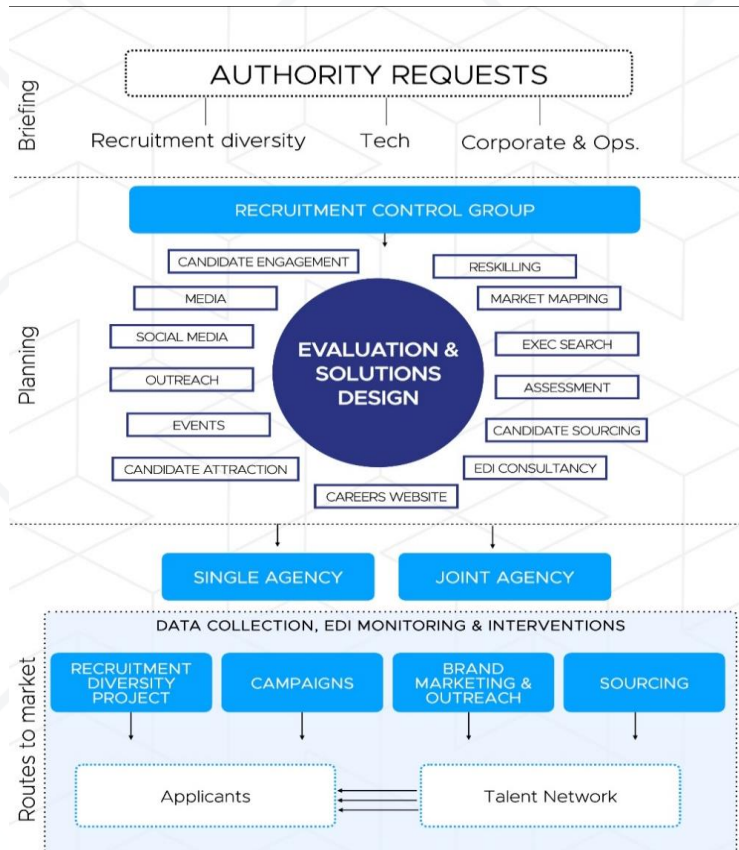 Briefing
AUTHORITY REQUESTS
Recruitment diversity
Tech
Corporate & Ops.
Planning
RECRUITMENT CONTROL GROUP
CANDIDATE ENGAGEMENT
RESKILLING
MEDIA
MARKET MAPPING
SOCIAL MEDIA
EXEC SEARCH
OUTREACH
ASSESSMENT
EVENTS
CANDIDATE SOURCING
CANDIDATE ATTRACTION
EDI CONSULTANCY
CAREERS WEBSITE
EVALUATION &
SOLUTIONS
DESIGN
SINGLE AGENCY
JOINT AGENCY
Routes to market
DATA COLLECTION, EDI MONITORING & INTERVENTIONS
RECRUITMENT
DIVERSITY
PROJECT
CAMPAIGNS
BRAND
MARKETING &
OUTREACH
SOURCING
Applicants
Talent Network